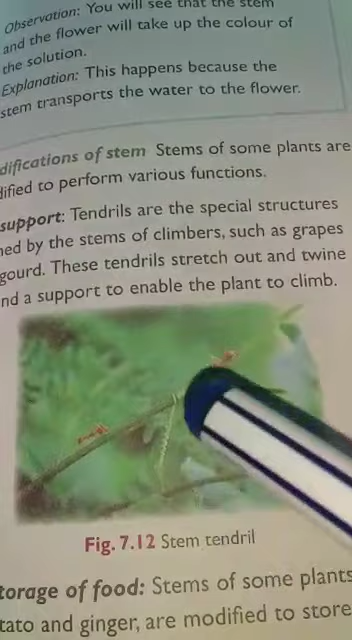 Observation: You will see that the stem
and the flower will take up the colour of
the solution.
Explanation: This happens because the
stem transports the water to the flower.
difications of stem Stems of some plants are
dified to perform various functions.
support: Tendrils are the special structures
ned by the stems of climbers, such as grapes
gourd. These tendrils stretch out and twine
nd a support to enable the plant to climb.
Fig. 7.12 Stem tendril
torage of food: Stems of some plants
tato and ginger, are modified to store